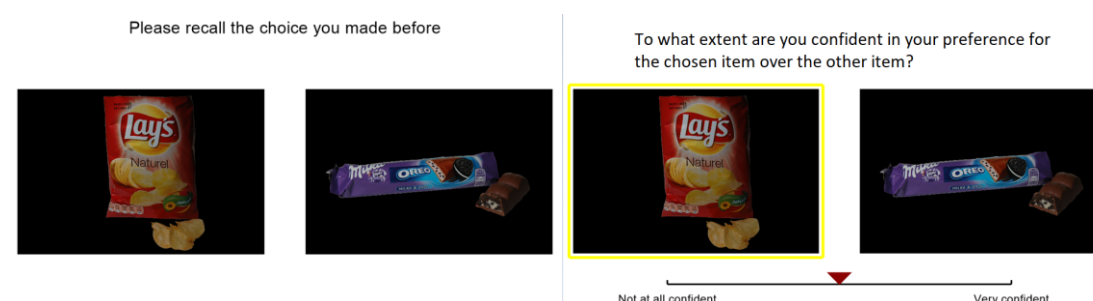 Please recall the choice you made before
Lay's
Naturel
Milka
OREO
To what extent are you confident in your preference for
the chosen item over the other item?
Lay's
Naturel
Milka
OREO
Not at all confident
Very confident